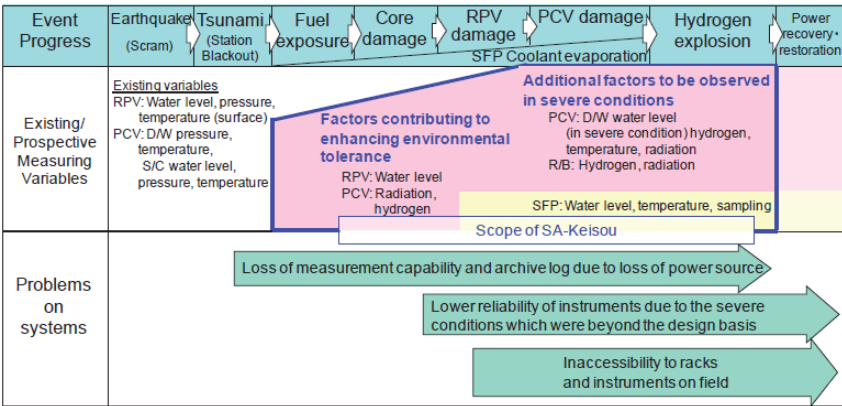 Event
Progress
Earthquake
(Scram)
Tsunami
(Station
Blackout)
Fuel
exposure
Core
damage
RPV
damage
PCV damage
SFP Coolant evaporation
Hydrogen
explosion
Power
recovery・
restoration
Existing/
Prospective
Measuring
Variables
Existing variables
RPV: Water level, pressure,
temperature (surface)
PCV: D/W pressure,
temperature,
S/C water level,
pressure, temperature
Factors contributing to
enhancing environmental
tolerance
RPV: Water level
PCV: Radiation,
hydrogen
Additional factors to be observed
in severe conditions
PCV: D/W water level
(in severe condition) hydrogen,
temperature, radiation
R/B: Hydrogen, radiation
SFP: Water level, temperature, sampling
Scope of SA-Keisou
Problems
on
systems
Loss of measurement capability and archive log due to loss of power source
Lower reliability of instruments due to the severe
conditions which were beyond the design basis
Inaccessibility to racks
and instruments on field